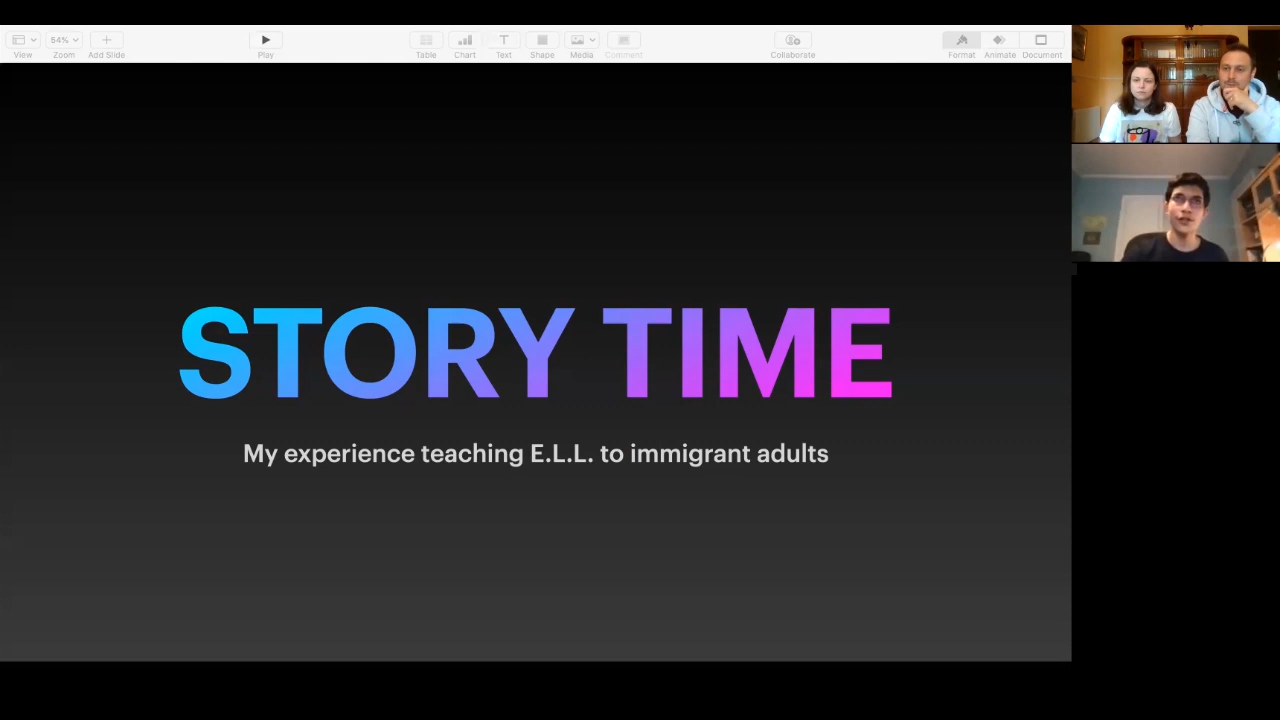 54%
View
Zoom
Add Slide
Play
Table
Chart
Text
Shape
Media
Comment
Collaborate
Format
Animate
Document
STORY TIME
My experience teaching E.L.L. to immigrant adults